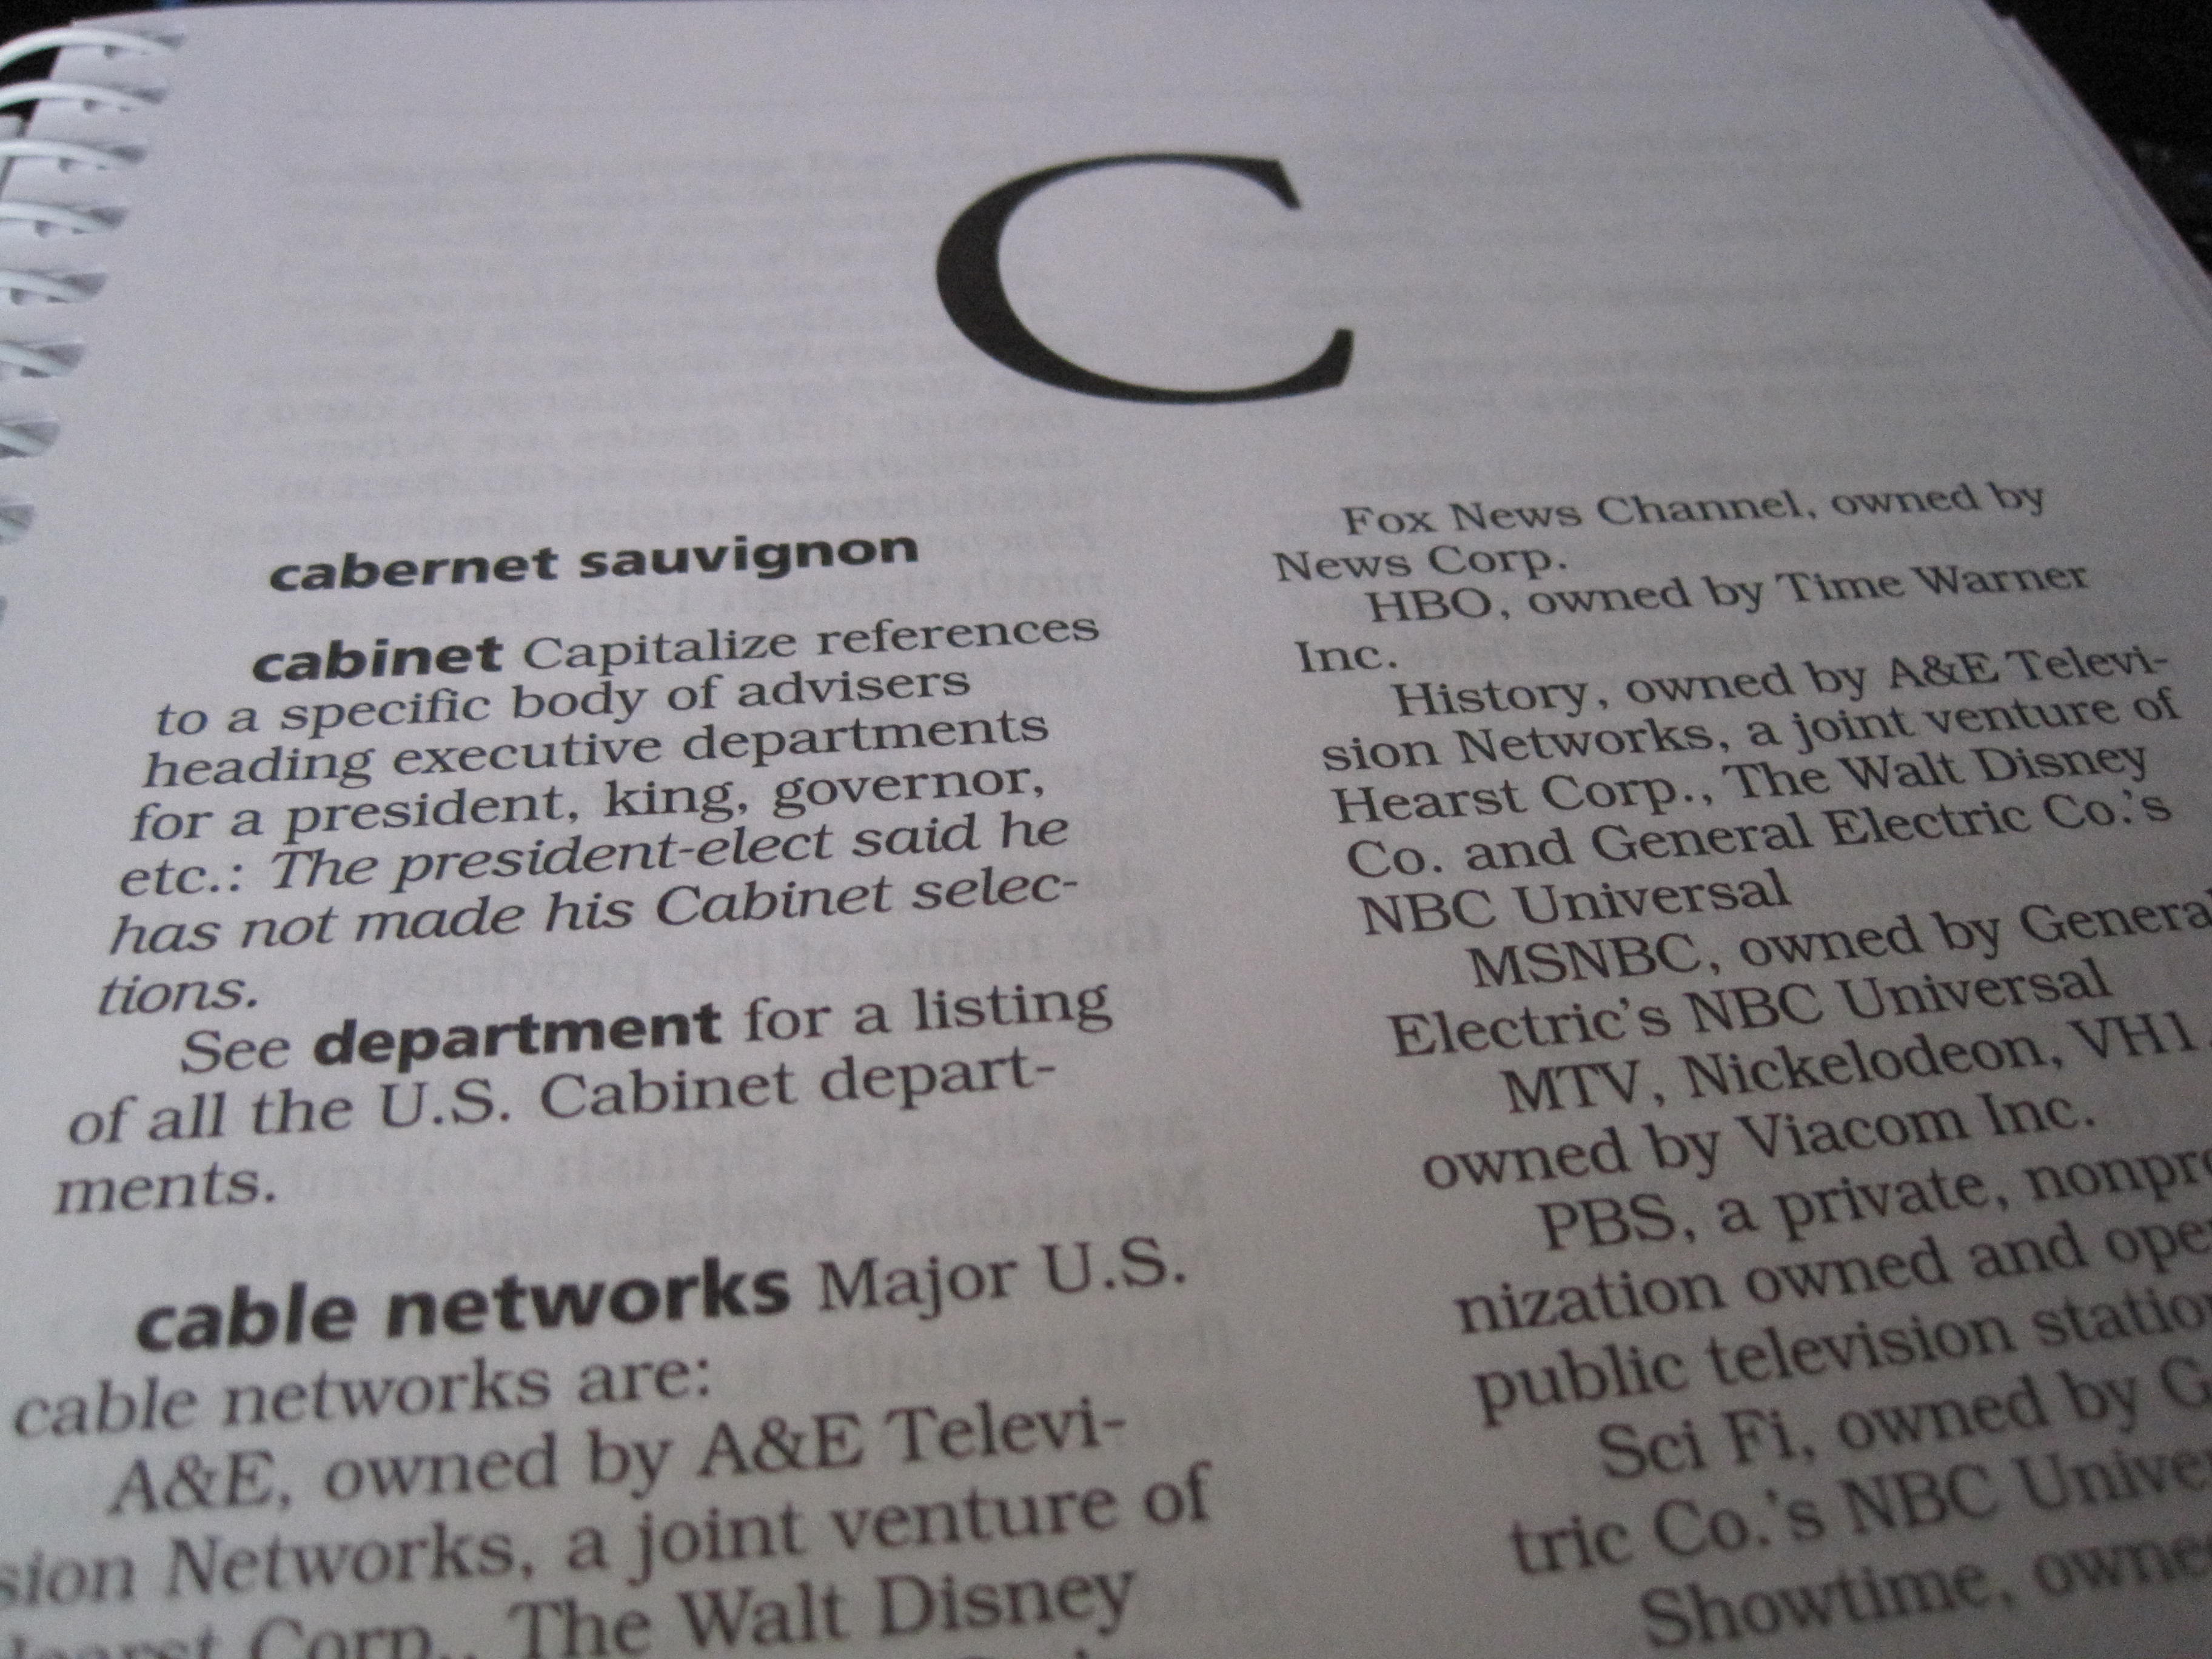 C
cabernet sauvignon
cabinet Capitalize references
to a specific body of advisers
heading executive departments
for a president, king, governor,
etc.: The president-elect said he
has not made his Cabinet selec-
tions.
See department for a listing
of all the U.S. Cabinet depart-
ments.
cable networks Major U.S.
cable networks are:
A&E, owned by A&E Televi-
sion Networks, a joint venture of
Corp., The Walt Disney
Fox News Channel, owned by
News Corp.
HBO, owned by Time Warner
Inc.
History, owned by A&E Televi-
sion Networks, a joint venture of
Hearst Corp., The Walt Disney
Co. and General Electric Co.'s
NBC Universal
MSNBC, owned by Genera
Electric's NBC Universal
MTV, Nickelodeon, VH1,
owned by Viacom Inc.
PBS, a private, nonpro
nization owned and ope
public television statio
Sci Fi, owned by G
tric Co.'s NBC Unive
Showtime, owne